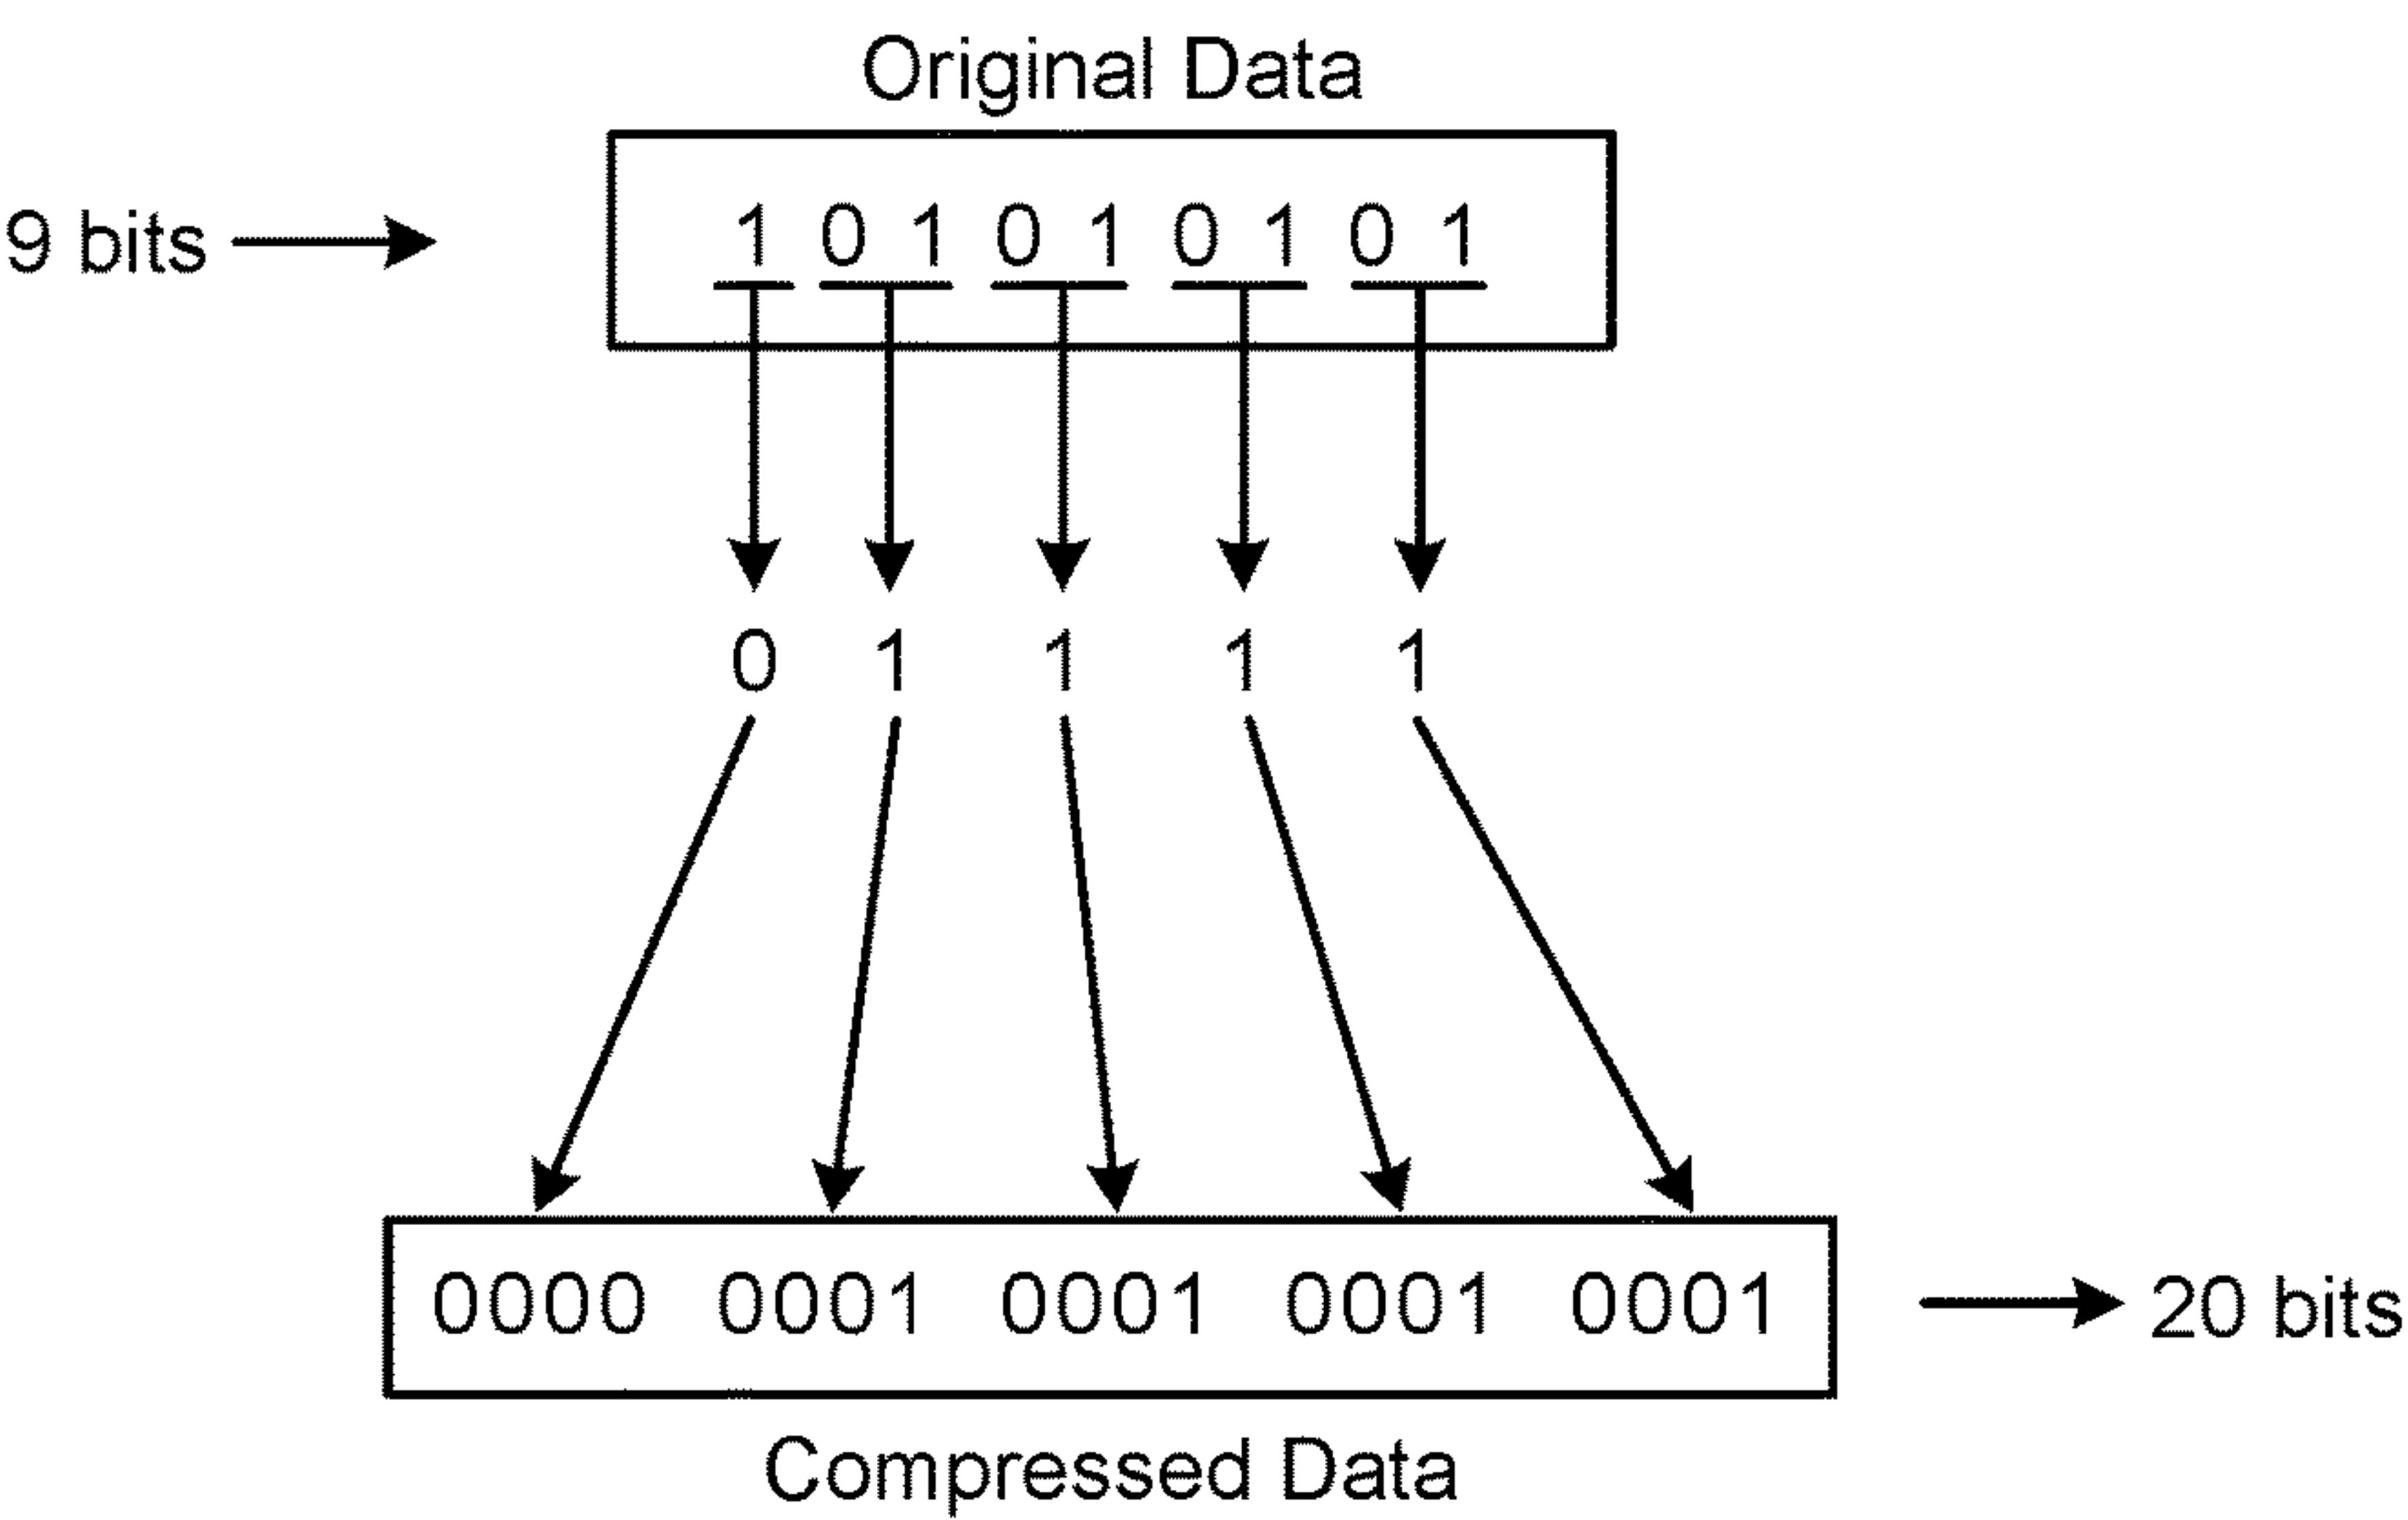 Original Data
9 bits
1 0 1 0 1 0 1 0 1
0 1 1 1 1
0000 0001 0001 0001 0001
20 bits
Compressed Data